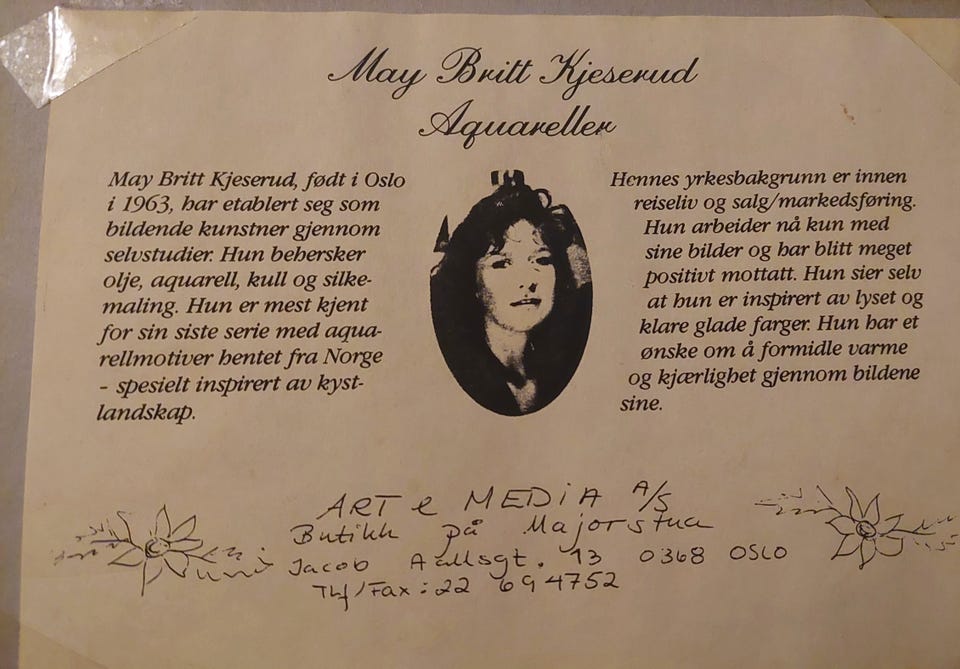 May Britt Kjeserud
Aquareller
May Britt Kjeserud, født i Oslo
i 1963, har etablert seg som
bildende kunstner gjennom
selvstudier. Hun behersker
olje, aquarell, kull og silke-
maling. Hun er mest kjent
for sin siste serie med aqua-
rellmotiver hentet fra Norge
- spesielt inspirert av kyst-
landskap.
Hennes yrkesbakgrunn er innen
reiseliv og salg/markedsføring.
Hun arbeider nå kun med
sine bilder og har blitt meget
positivt mottatt. Hun sier selv
at hun er inspirert av lyset og
klare glade farger. Hun har et
ønske om å formidle varme
og kjærlighet gjennom bildene
sine.
ART & MEDIA A/S
Butikk på Majorstua
Jacob Aallsgt. 13 0368 OSLO
Tlf/Fax: 22 694752